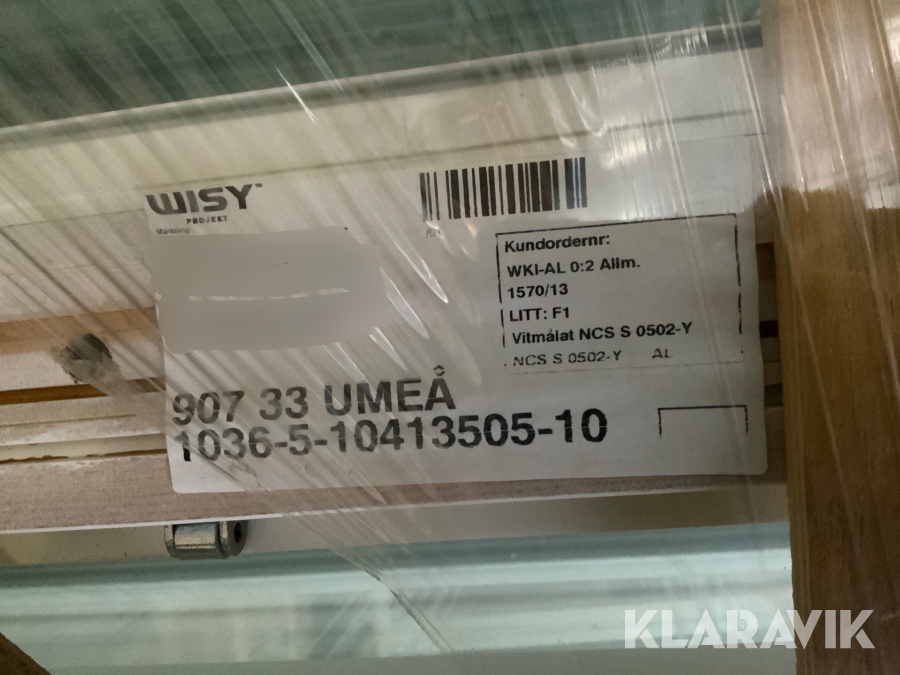 WISY
PROJEKT
Märkning:
Kundordernr:
WKI-AL 0:2 Allm.
1570/13
LITT: F1
Vitmålat NCS S 0502-Y
NCS S 0502-Y AL
907 33 UMEÅ
1036-5-10413505-10
KLARAVIK